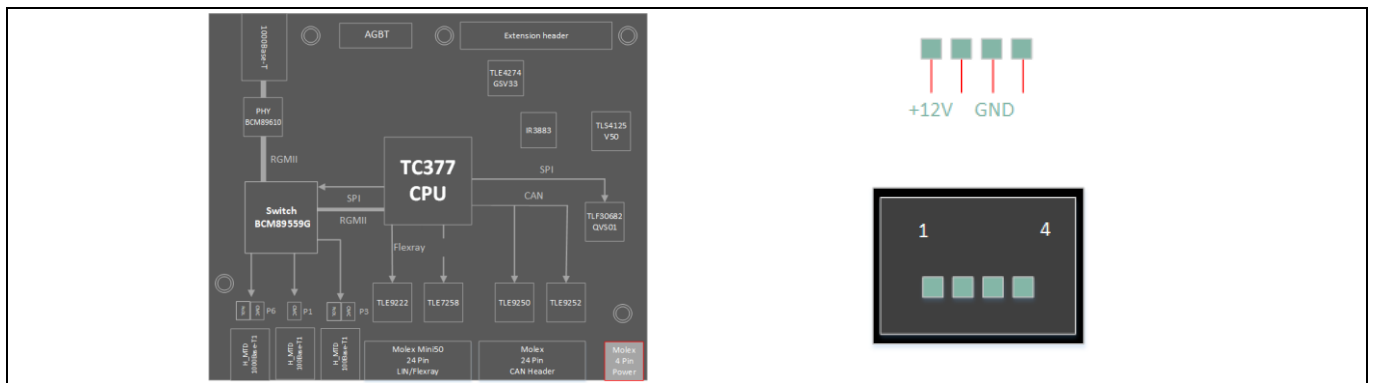 1000Base-T
AGBT
Extension header
TLE4274
GSV33
PHY
BCM89610
IR3883
TLS4125
V50
RGMII
TC377
CPU
SPI
SPI
CAN
Switch
BCM89559G
RGMII
TLF30682
QVS01
Flexray
TLE9222
TLE7258
TLE9250
TLE9252
P6
P1
P3
H_MTD
1000Base-T1
H_MTD
1000Base-T1
H_MTD
1000Base-T1
Molex Mini50
24 Pin
LIN/Flexray
Molex
24 Pin
CAN Header
Molex
4 Pin
Power
+12V
GND
1
4